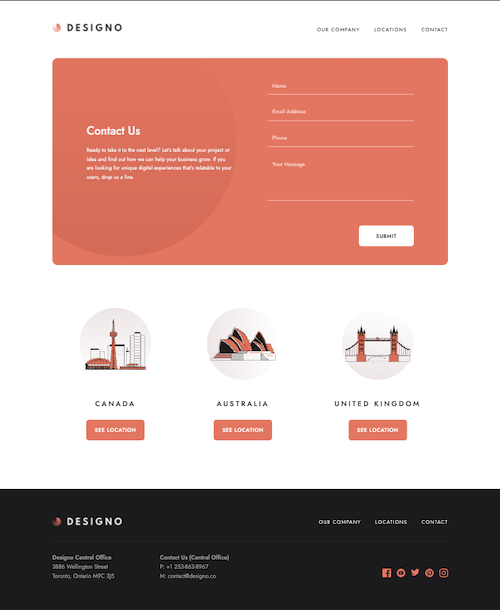 DESIGNO
OUR COMPANY LOCATIONS CONTACT
Contact Us
Ready to take it to the next level? Let's talk about your project or
idea and find out how we can help your business grow. If you
are looking for unique digital experiences that's relatable to your
users, drop us a line.
Name
Email Address
Phone
Your Message
SUBMIT
CANADA
SEE LOCATION
AUSTRALIA
SEE LOCATION
UNITED KINGDOM
SEE LOCATION
DESIGNO
OUR COMPANY LOCATIONS CONTACT
Designo Central Office
3886 Wellington Street
Toronto, Ontario M9C 3J5
Contact Us (Central Office)
P: +1 253-863-8967
M: contact@designo.co